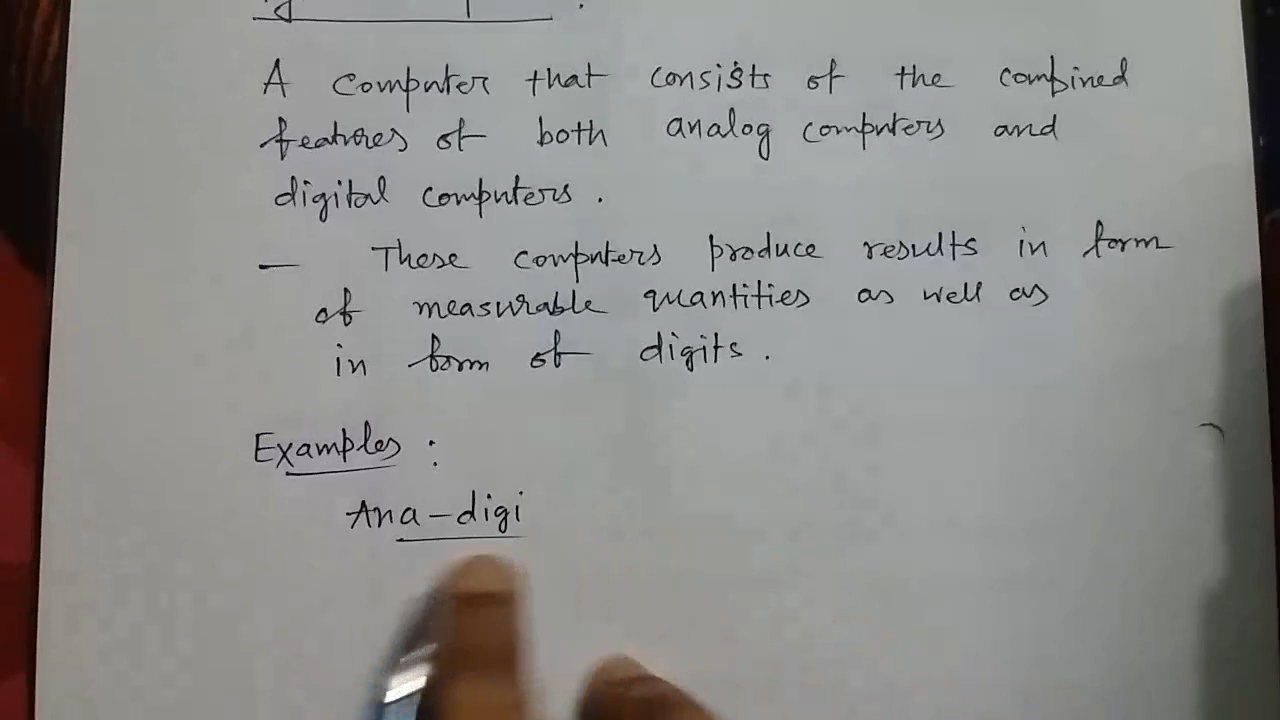 A computer that consists of the combined
features of both analog computers and
digital computers .
— These computers produce results in form
of measurable quantities as well as
in form of digits .
Examples :
Ana-digi